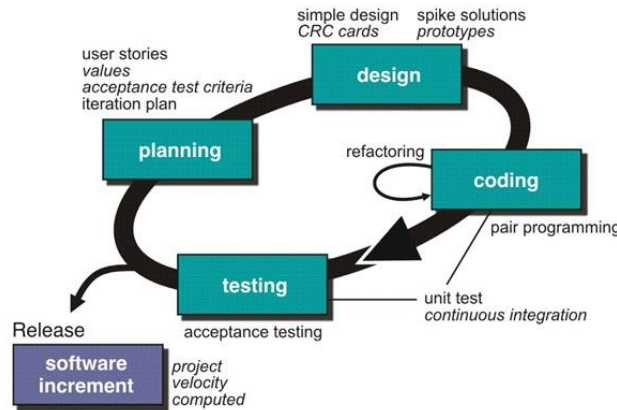 simple design
CRC cards
spike solutions
prototypes
design
user stories
values
acceptance test criteria
iteration plan
planning
refactoring
coding
pair programming
testing
acceptance testing
unit test
continuous integration
Release
software
increment
project
velocity
computed